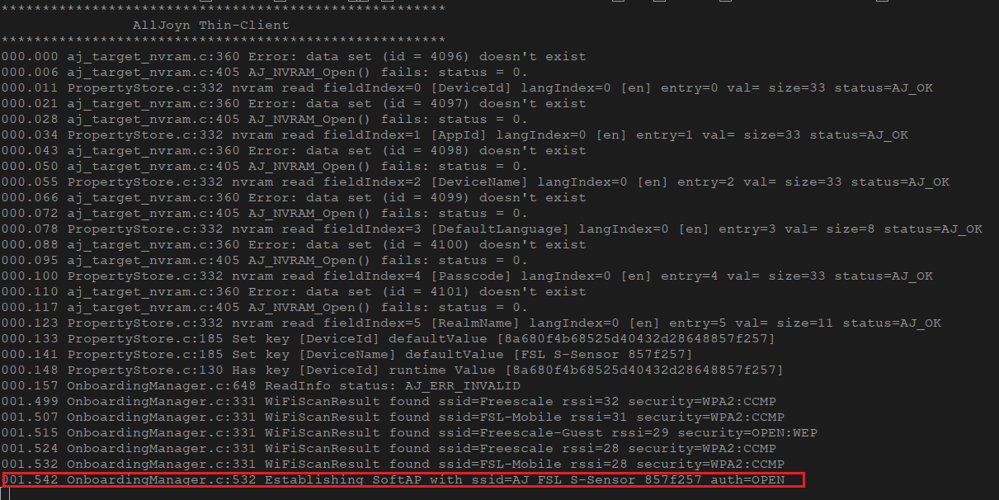 ******************************************************
AllJoyn Thin-Client
******************************************************
000.000 aj_target_nvram.c:360 Error: data set (id = 4096) doesn't exist
000.006 aj_target_nvram.c:405 AJ_NVRAM_Open() fails: status = 0.
000.011 PropertyStore.c:332 nvram read fieldIndex=0 [DeviceId] langIndex=0 [en] entry=0 val= size=33 status=AJ_OK
000.021 aj_target_nvram.c:360 Error: data set (id = 4097) doesn't exist
000.028 aj_target_nvram.c:405 AJ_NVRAM_Open() fails: status = 0.
000.034 PropertyStore.c:332 nvram read fieldIndex=1 [AppId] langIndex=0 [en] entry=1 val= size=33 status=AJ_OK
000.043 aj_target_nvram.c:360 Error: data set (id = 4098) doesn't exist
000.050 aj_target_nvram.c:405 AJ_NVRAM_Open() fails: status = 0.
000.055 PropertyStore.c:332 nvram read fieldIndex=2 [DeviceName] langIndex=0 [en] entry=2 val= size=33 status=AJ_OK
000.066 aj_target_nvram.c:360 Error: data set (id = 4099) doesn't exist
000.072 aj_target_nvram.c:405 AJ_NVRAM_Open() fails: status = 0.
000.078 PropertyStore.c:332 nvram read fieldIndex=3 [DefaultLanguage] langIndex=0 [en] entry=3 val= size=8 status=AJ_OK
000.088 aj_target_nvram.c:360 Error: data set (id = 4100) doesn't exist
000.095 aj_target_nvram.c:405 AJ_NVRAM_Open() fails: status = 0.
000.100 PropertyStore.c:332 nvram read fieldIndex=4 [Passcode] langIndex=0 [en] entry=4 val= size=33 status=AJ_OK
000.110 aj_target_nvram.c:360 Error: data set (id = 4101) doesn't exist
000.117 aj_target_nvram.c:405 AJ_NVRAM_Open() fails: status = 0.
000.123 PropertyStore.c:332 nvram read fieldIndex=5 [RealmName] langIndex=0 [en] entry=5 val= size=11 status=AJ_OK
000.133 PropertyStore.c:185 Set key [DeviceId] defaultValue [8a680f4b68525d40432d28648857f257]
000.141 PropertyStore.c:185 Set key [DeviceName] defaultValue [FSL S-Sensor 857f257]
000.148 PropertyStore.c:130 Has key [DeviceId] runtime Value [8a680f4b68525d40432d28648857f257]
000.157 OnboardingManager.c:648 ReadInfo status: AJ_ERR_INVALID
001.499 OnboardingManager.c:331 WiFiScanResult found ssid=Freescale rssi=32 security=WPA2:CCMP
001.507 OnboardingManager.c:331 WiFiScanResult found ssid=FSL-Mobile rssi=31 security=WPA2:CCMP
001.515 OnboardingManager.c:331 WiFiScanResult found ssid=Freescale-Guest rssi=29 security=OPEN:WEP
001.524 OnboardingManager.c:331 WiFiScanResult found ssid=Freescale rssi=28 security=WPA2:CCMP
001.532 OnboardingManager.c:331 WiFiScanResult found ssid=FSL-Mobile rssi=28 security=WPA2:CCMP
001.542 OnboardingManager.c:532 Establishing SoftAP with ssid=AJ_FSL_S-Sensor_857f257 auth=OPEN